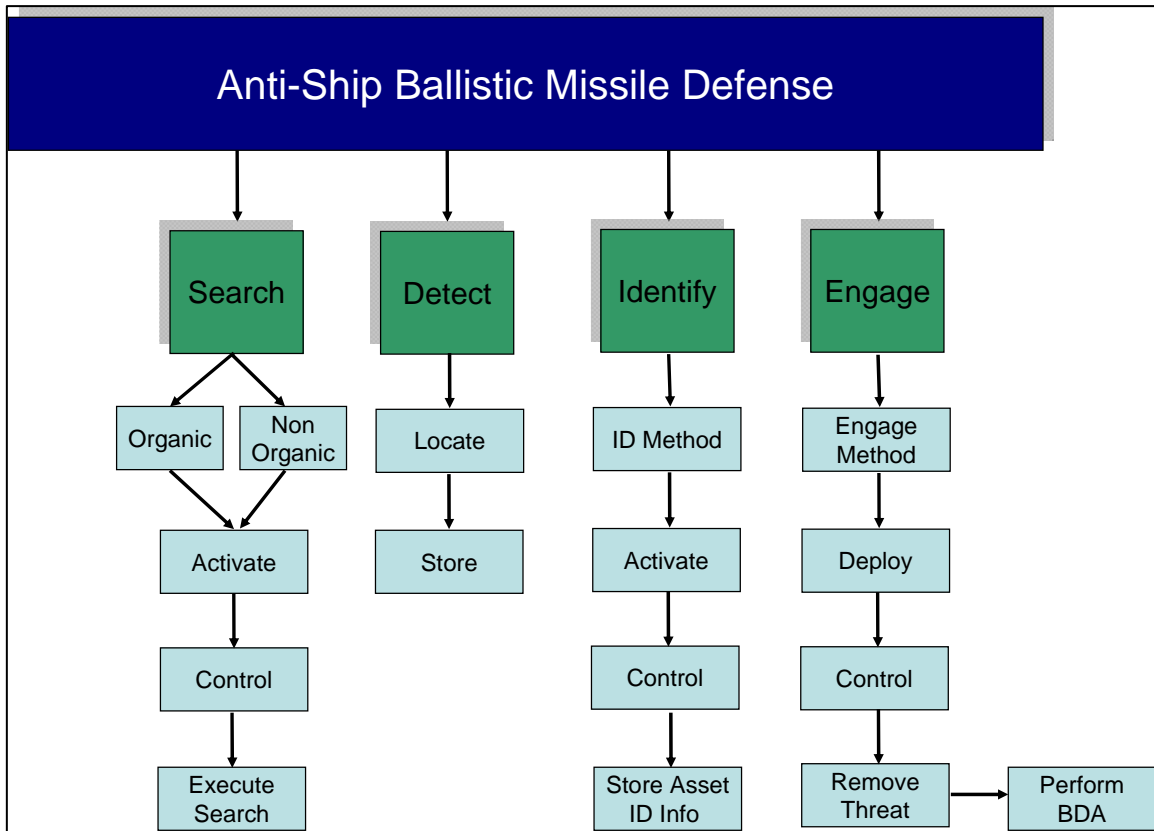 Anti-Ship Ballistic Missile Defense
Search
Detect
Identify
Engage
Organic
Non
Organic
Locate
ID Method
Engage
Method
Activate
Store
Activate
Deploy
Control
Control
Control
Execute
Search
Store Asset
ID Info
Remove
Threat
Perform
BDA